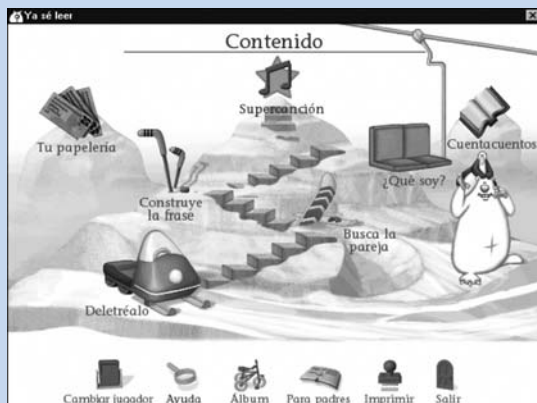 Ya sé leer
Contenido
Supercanción
Tu papelería
Cuentacuentos
¿Qué soy?
Construye
la frase
Busca la
pareja
Deletréalo
Cambiar jugador
Ayuda
Álbum
Para padres
Imprimir
Salir